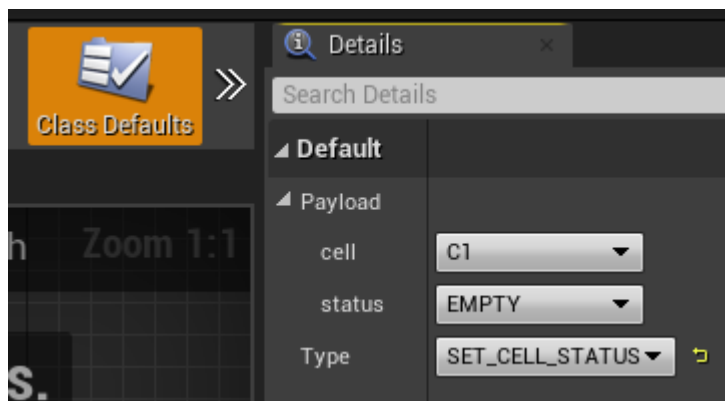 Details
Search Details
Class Defaults
Default
Payload
h Zoom 1:1
cell C1
status EMPTY
Type SET_CELL_STATUS
s.